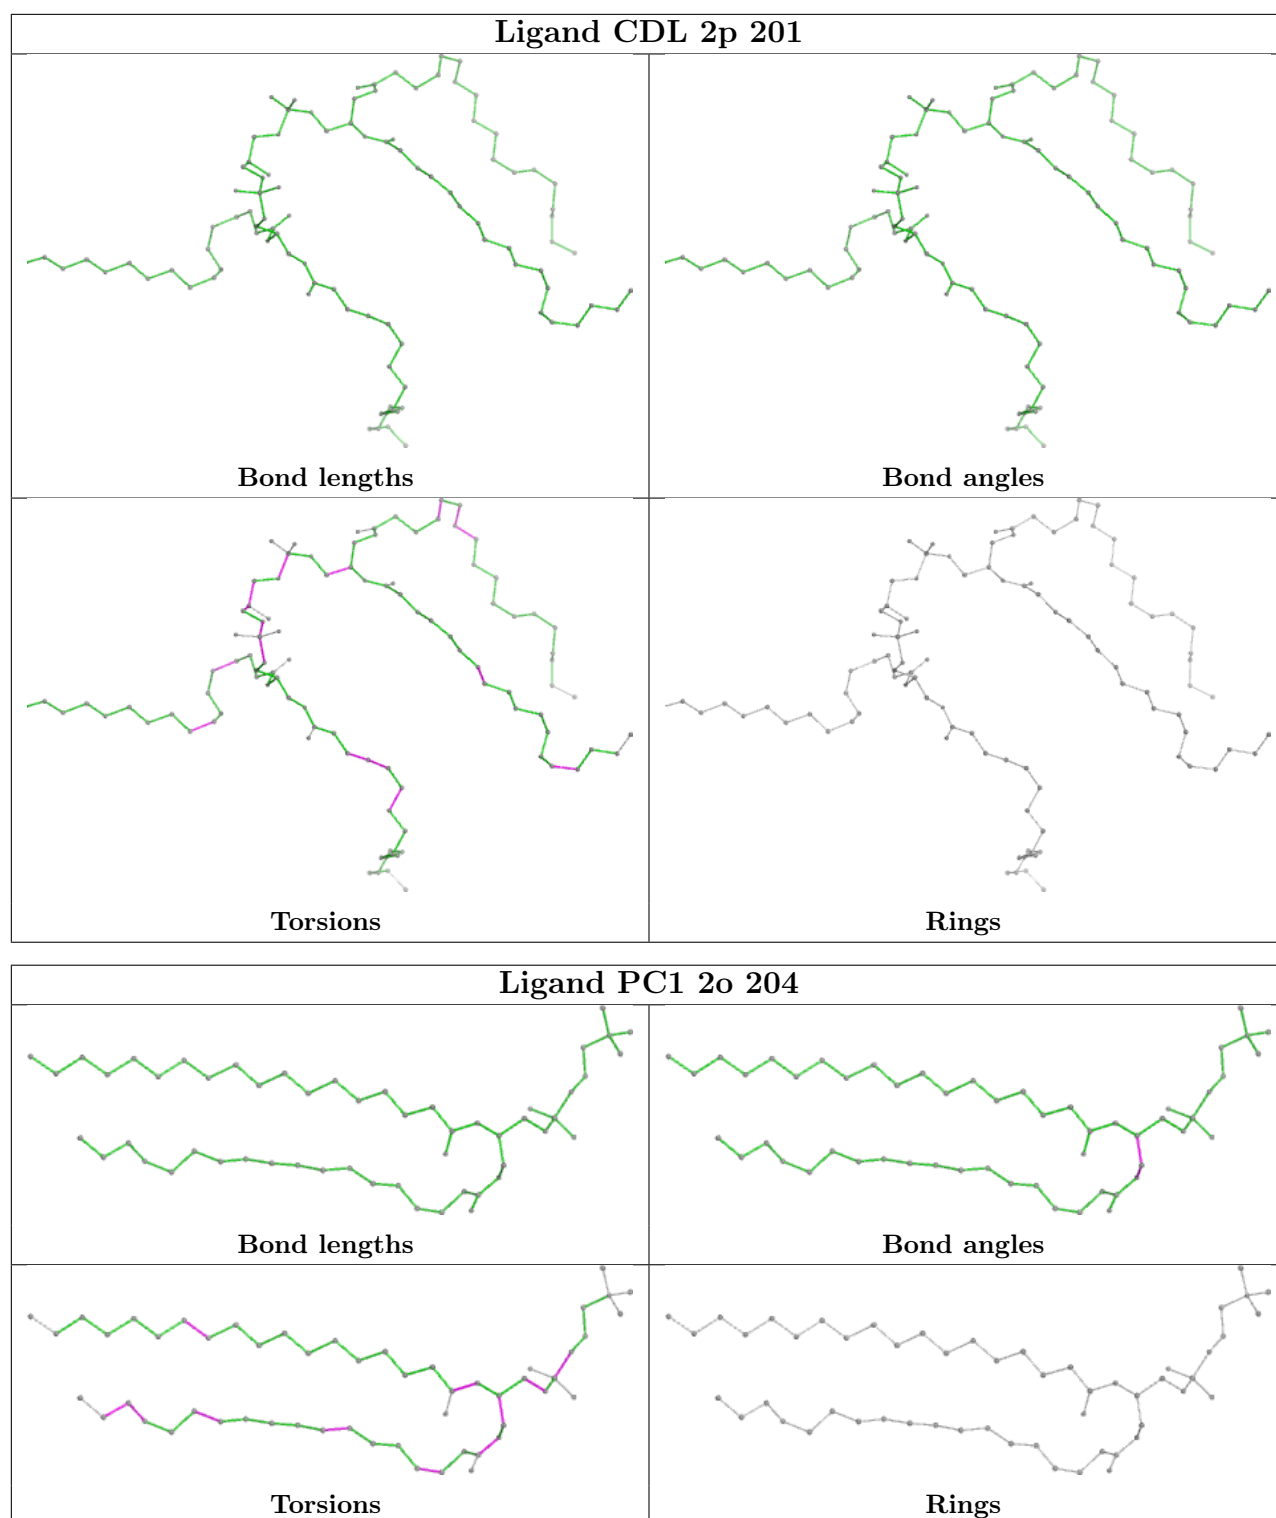 Ligand CDL 2p 201
Bond lengths
Bond angles
Torsions
Rings
Ligand PC1 2o 204
Bond lengths
Bond angles
Torsions
Rings